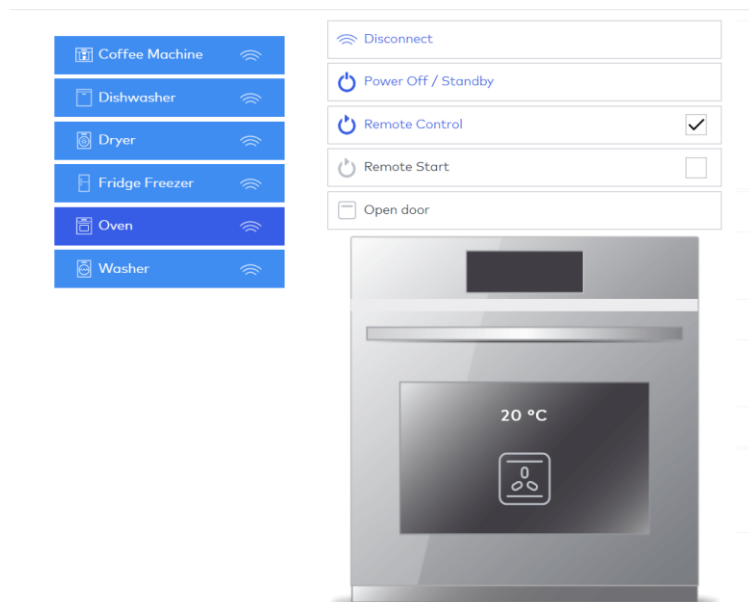 Coffee Machine
Dishwasher
Dryer
Fridge Freezer
Oven
Washer
Disconnect
Power Off / Standby
Remote Control
Remote Start
Open door
20 °C